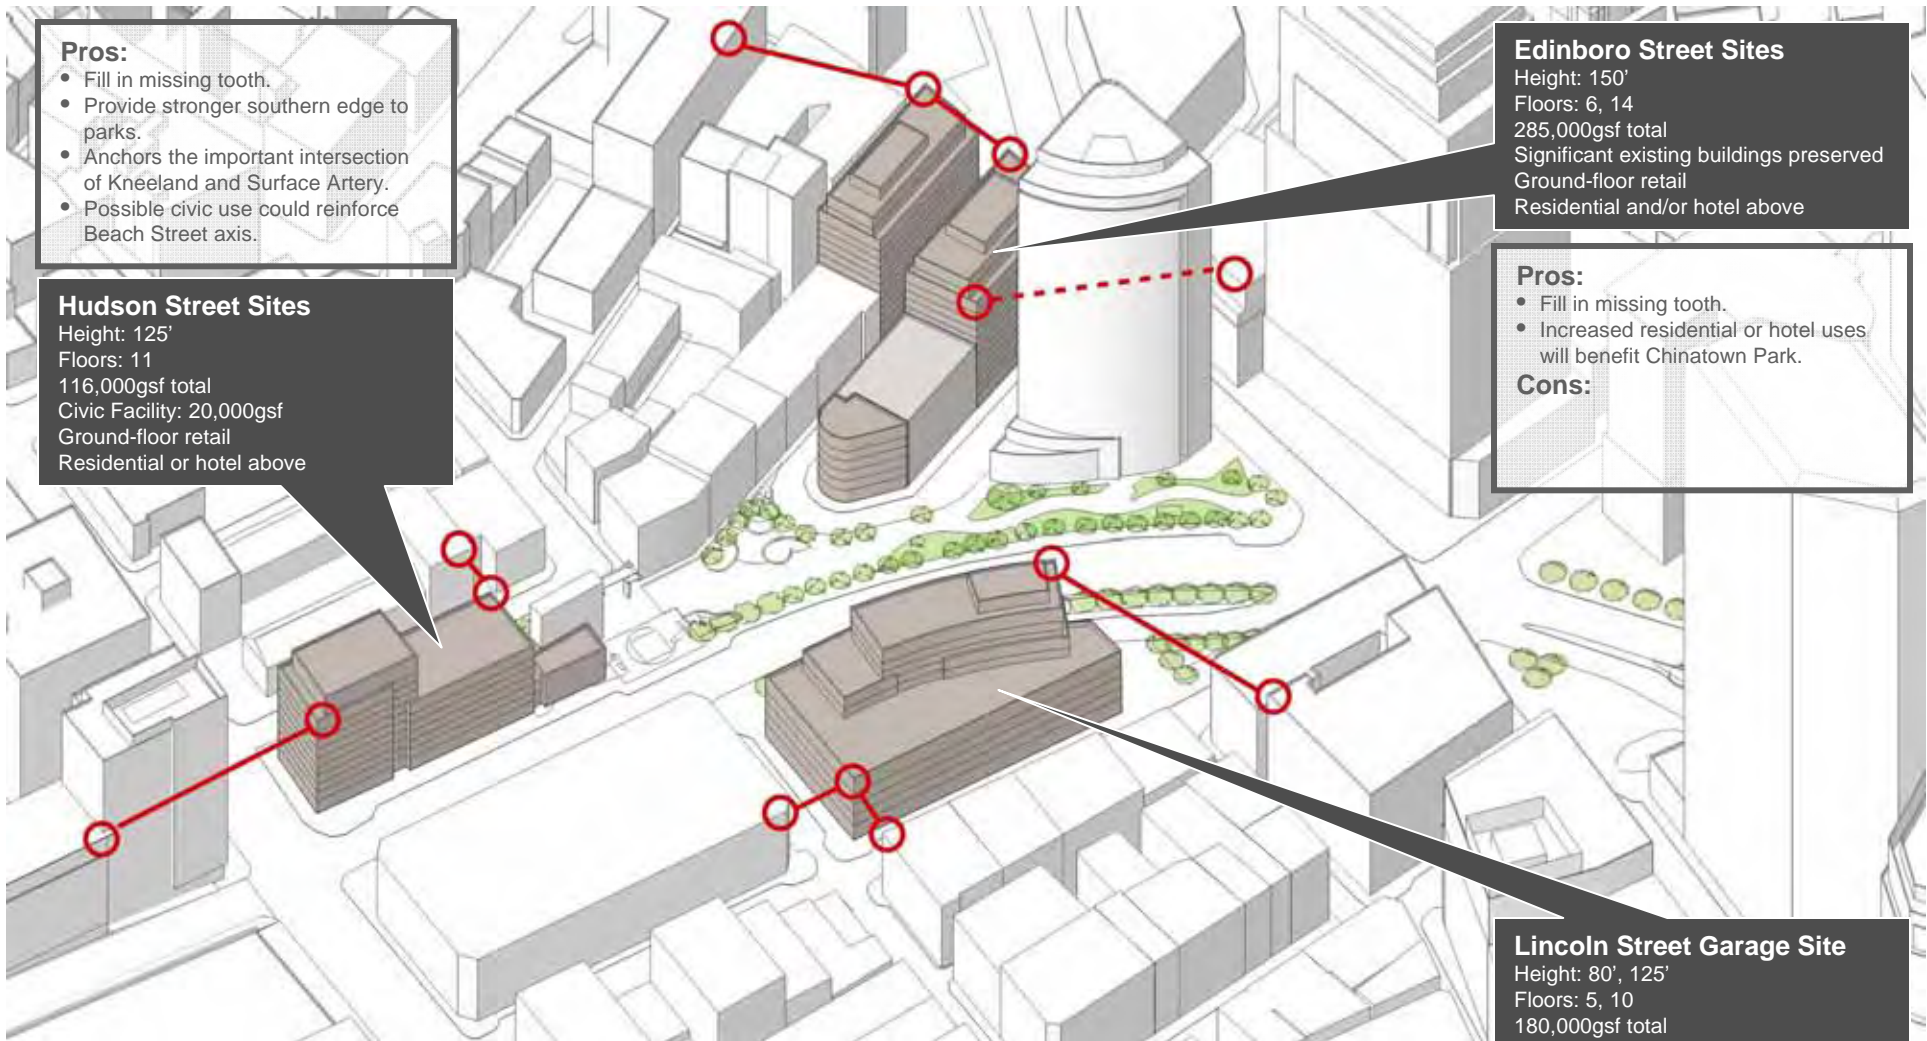 Pros:
• Fill in missing tooth.
• Provide stronger southern edge to
parks.
• Anchors the important intersection
of Kneeland and Surface Artery.
• Possible civic use could reinforce
Beach Street axis.
Hudson Street Sites
Height: 125’
Floors: 11
116,000gsf total
Civic Facility: 20,000gsf
Ground-floor retail
Residential or hotel above
Edinboro Street Sites
Height: 150’
Floors: 6, 14
285,000gsf total
Significant existing buildings preserved
Ground-floor retail
Residential and/or hotel above
Pros:
• Fill in missing tooth.
• Increased residential or hotel uses
will benefit Chinatown Park.
Cons:
Lincoln Street Garage Site
Height: 80’, 125’
Floors: 5, 10
180,000gsf total